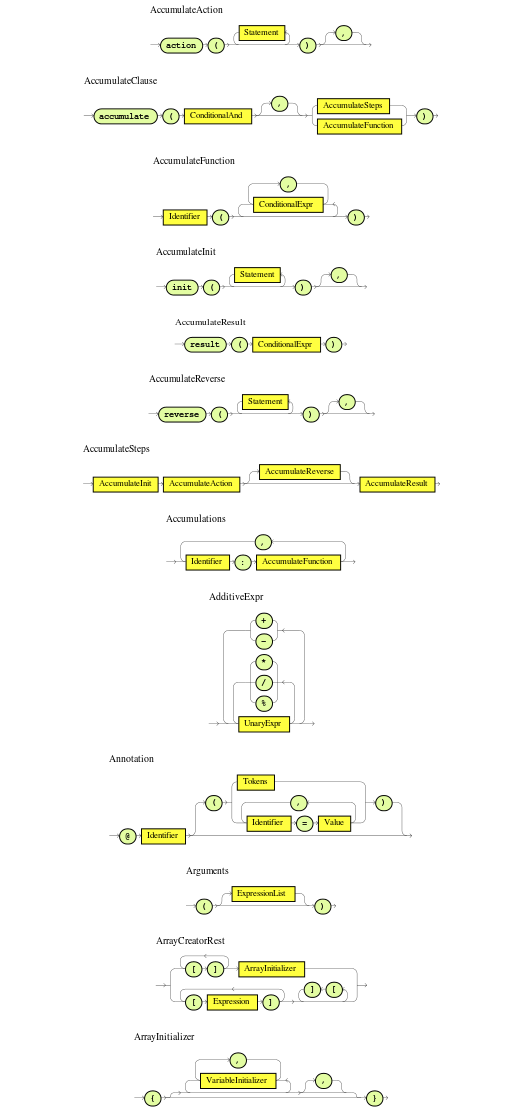 AccumulateAction
Statement ,
action ( )
AccumulateClause
, AccumulateSteps
accumulate ( ConditionalAnd )
AccumulateFunction
AccumulateFunction
,
ConditionalExpr
Identifier ( )
AccumulateInit
Statement ,
init ( )
AccumulateResult
result ( ConditionalExpr )
AccumulateReverse
Statement ,
reverse ( )
AccumulateSteps
AccumulateReverse
AccumulateInit AccumulateAction AccumulateResult
Accumulations
,
Identifier : AccumulateFunction
AdditiveExpr
+
-
*
/
%
UnaryExpr
Annotation
Tokens
( , )
Identifier = Value
@ Identifier
Arguments
ExpressionList
( )
ArrayCreatorRest
[ ] ArrayInitializer
] [
[ Expression ]
ArrayInitializer
,
VariableInitializer ,
{ }